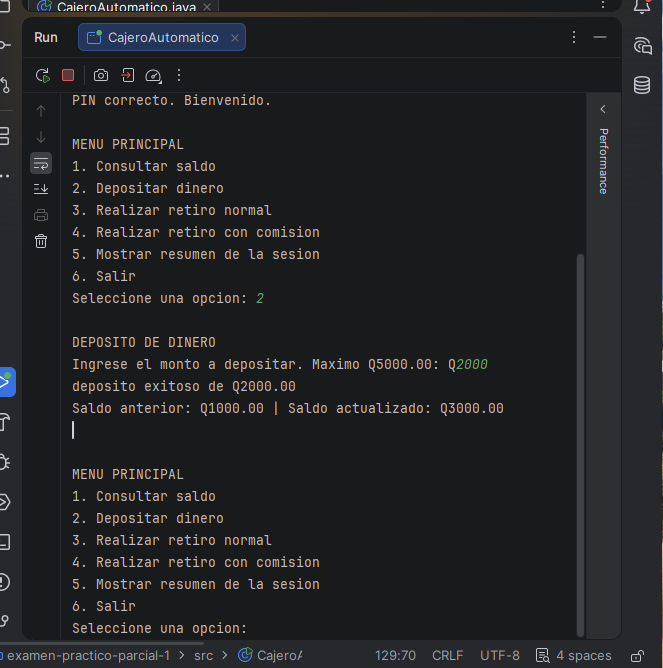 CajeroAutomatico.java
Run
CajeroAutomatico
PIN correcto. Bienvenido.
MENU PRINCIPAL
1. Consultar saldo
2. Depositar dinero
3. Realizar retiro normal
4. Realizar retiro con comision
5. Mostrar resumen de la sesion
6. Salir
Seleccione una opcion: 2
DEPOSITO DE DINERO
Ingrese el monto a depositar. Maximo Q5000.00: Q2000
deposito exitoso de Q2000.00
Saldo anterior: Q1000.00 | Saldo actualizado: Q3000.00
MENU PRINCIPAL
1. Consultar saldo
2. Depositar dinero
3. Realizar retiro normal
4. Realizar retiro con comision
5. Mostrar resumen de la sesion
6. Salir
Seleccione una opcion:
Performance
examen-practico-parcial-1 > src > CajeroA
129:70 CRLF UTF-8 4 spaces